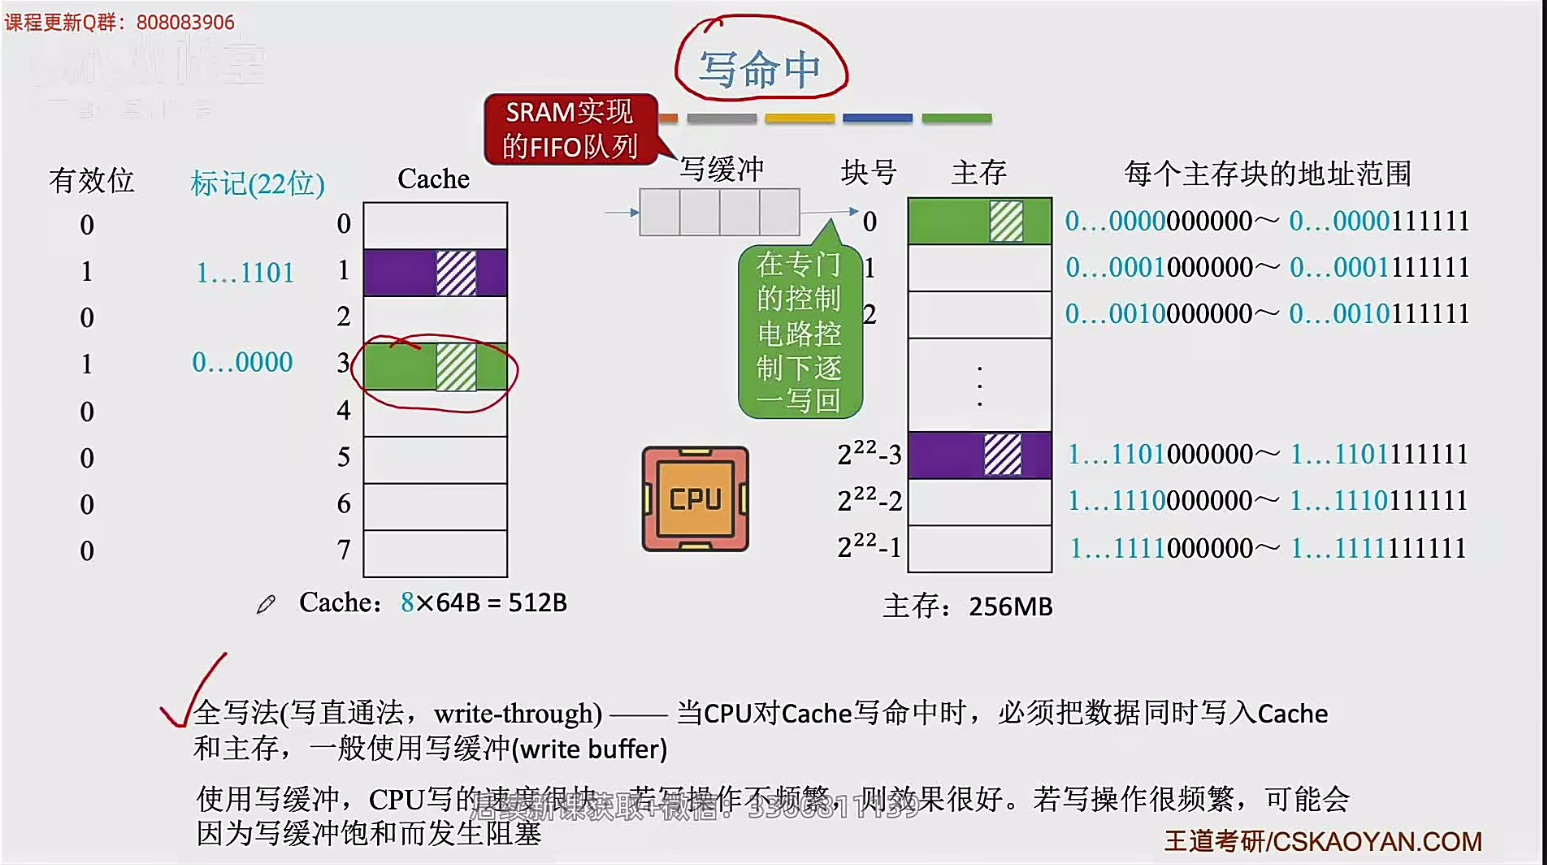 课程更新Q群：808083906
写命中
SRAM实现
的FIFO队列
有效位 标记(22位) Cache 写缓冲 块号 主存 每个主存块的地址范围
0 0 0 0…0000000000～ 0…0000111111
1 1…1101 1 1 0…0001000000～ 0…0001111111
0 2 2 0…0010000000～ 0…0010111111
在专门
的控制
电路控
制下逐
一写回
1 0…0000 3
0 4
0 5 2²²-3 1…1101000000～ 1…1101111111
0 6 2²²-2 1…1110000000～ 1…1110111111
0 7 2²²-1 1…1111000000～ 1…1111111111
CPU
Cache：8×64B = 512B
主存：256MB
全写法(写直通法，write-through) —— 当CPU对Cache写命中时，必须把数据同时写入Cache
和主存，一般使用写缓冲(write buffer)
使用写缓冲，CPU写的速度很快，若写操作不频繁，则效果很好。若写操作很频繁，可能会
因为写缓冲饱和而发生阻塞
王道考研/CSKAOYAN.COM